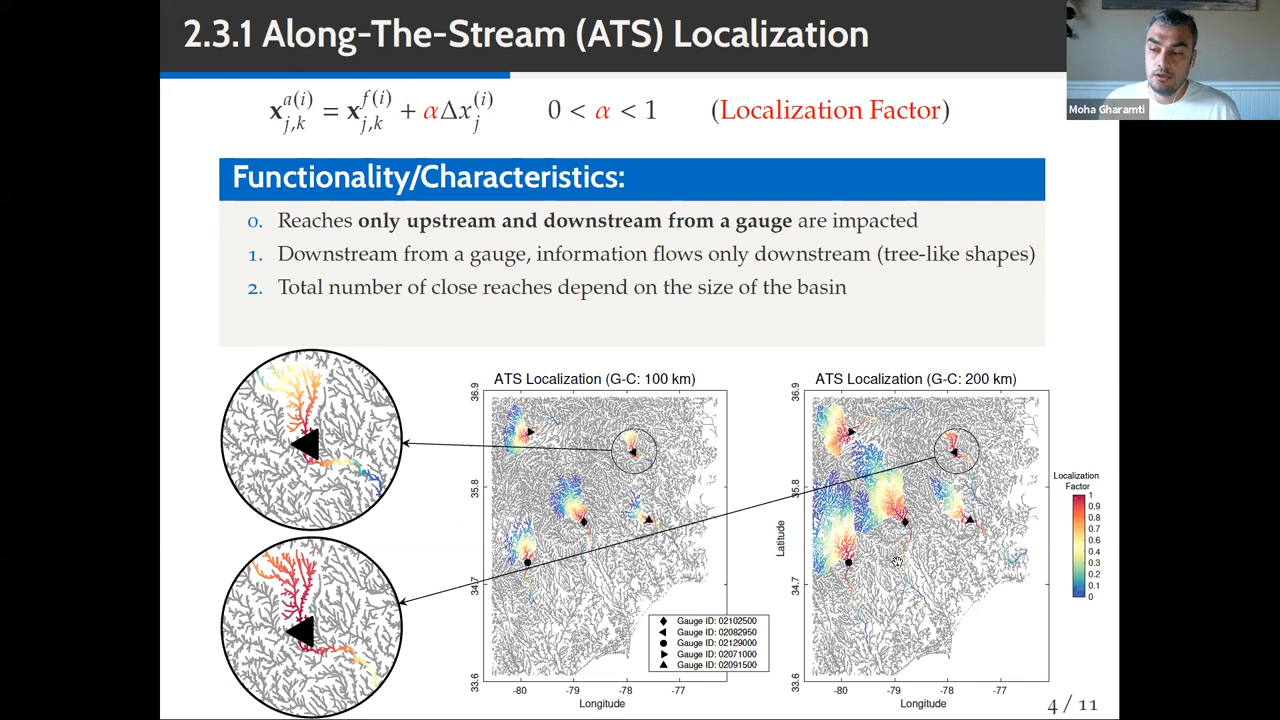 2.3.1 Along-The-Stream (ATS) Localization
Moha Gharamti
x_{j,k}^{a(i)} = x_{j,k}^{f(i)} + αΔx_j^{(i)} 0 < α < 1 (Localization Factor)
Functionality/Characteristics:
0. Reaches only upstream and downstream from a gauge are impacted
1. Downstream from a gauge, information flows only downstream (tree-like shapes)
2. Total number of close reaches depend on the size of the basin
ATS Localization (G-C: 100 km)
36.9
35.8
34.7
33.6
-80 -79 -78 -77
Longitude
Gauge ID: 02102500
Gauge ID: 02082950
Gauge ID: 02129000
Gauge ID: 02071000
Gauge ID: 02091500
ATS Localization (G-C: 200 km)
36.9
35.8
34.7
33.6
Latitude
-80 -79 -78 -77
Longitude
Localization
Factor
1
0.9
0.8
0.7
0.6
0.5
0.4
0.3
0.2
0.1
0
4 / 11